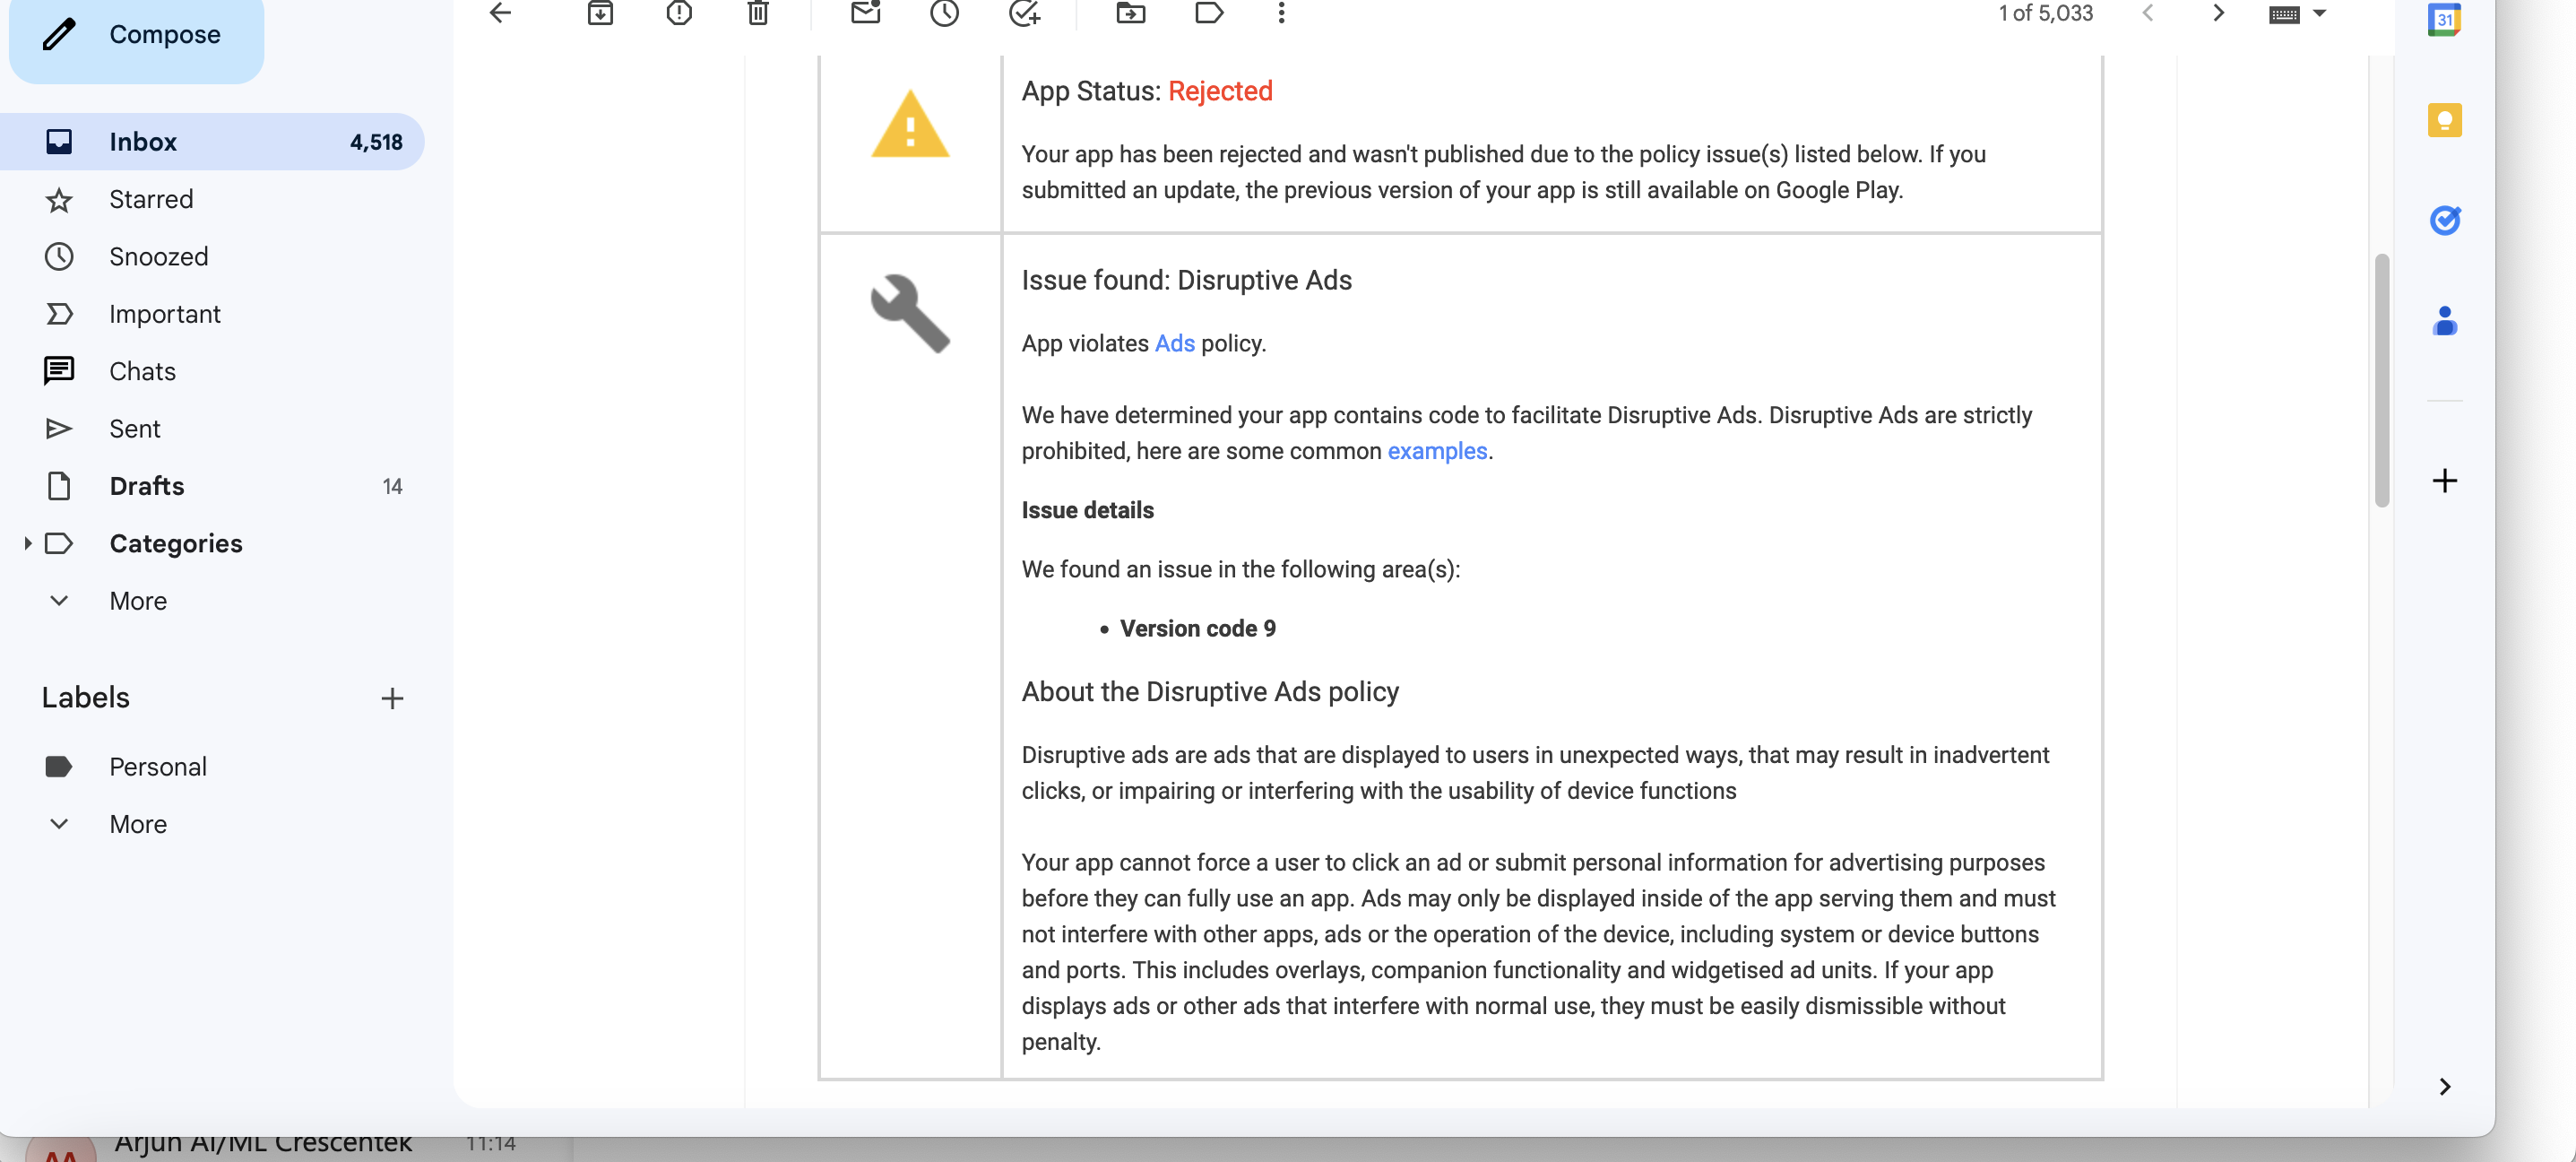 Compose
1 of 5,033
31
Inbox 4,518
Starred
Snoozed
Important
Chats
Sent
Drafts 14
Categories
More
Labels
Personal
More
App Status: Rejected
Your app has been rejected and wasn't published due to the policy issue(s) listed below. If you
submitted an update, the previous version of your app is still available on Google Play.
Issue found: Disruptive Ads
App violates Ads policy.
We have determined your app contains code to facilitate Disruptive Ads. Disruptive Ads are strictly
prohibited, here are some common examples.
Issue details
We found an issue in the following area(s):
• Version code 9
About the Disruptive Ads policy
Disruptive ads are ads that are displayed to users in unexpected ways, that may result in inadvertent
clicks, or impairing or interfering with the usability of device functions
Your app cannot force a user to click an ad or submit personal information for advertising purposes
before they can fully use an app. Ads may only be displayed inside of the app serving them and must
not interfere with other apps, ads or the operation of the device, including system or device buttons
and ports. This includes overlays, companion functionality and widgetised ad units. If your app
displays ads or other ads that interfere with normal use, they must be easily dismissible without
penalty.
Arjun AI/ML Crescentek 11:14
AA